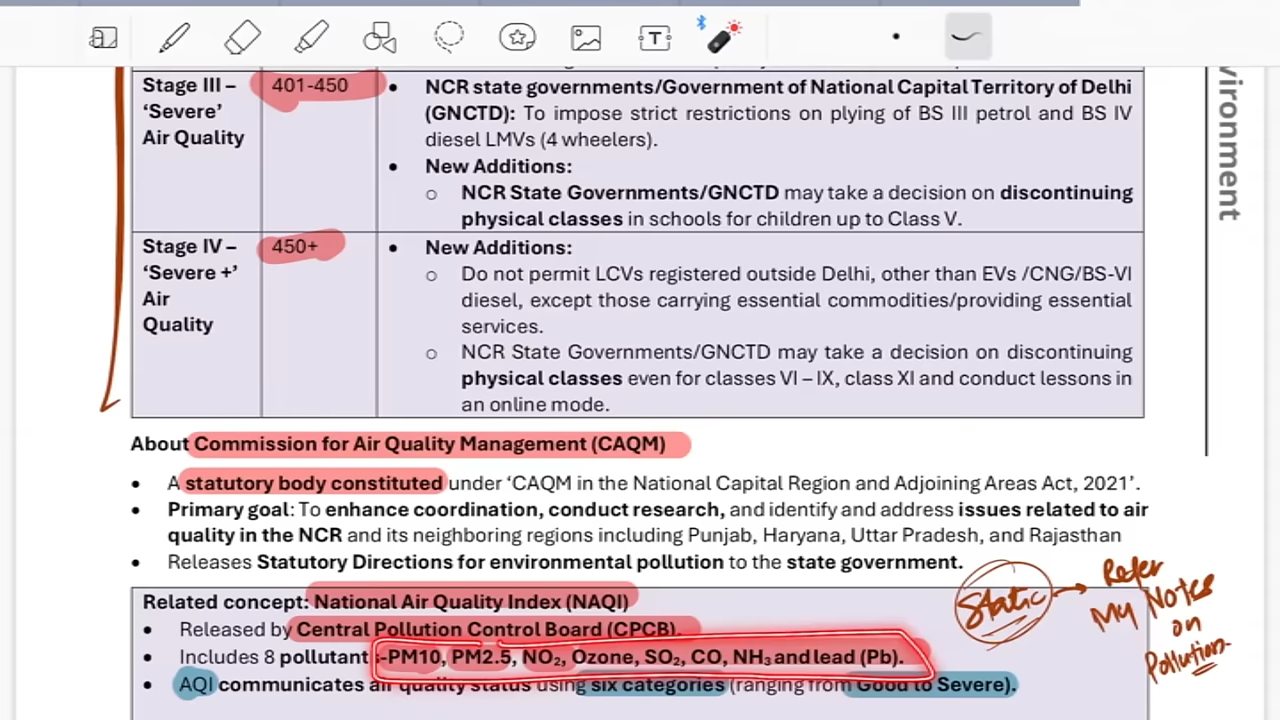 Stage III –
‘Severe’
Air Quality
401-450
• NCR state governments/Government of National Capital Territory of Delhi
(GNCTD): To impose strict restrictions on plying of BS III petrol and BS IV
diesel LMVs (4 wheelers).
• New Additions:
o NCR State Governments/GNCTD may take a decision on discontinuing
physical classes in schools for children up to Class V.
Stage IV –
‘Severe +’
Air
Quality
450+
• New Additions:
o Do not permit LCVs registered outside Delhi, other than EVs /CNG/BS-VI
diesel, except those carrying essential commodities/providing essential
services.
o NCR State Governments/GNCTD may take a decision on discontinuing
physical classes even for classes VI – IX, class XI and conduct lessons in
an online mode.
About Commission for Air Quality Management (CAQM)
• A statutory body constituted under ‘CAQM in the National Capital Region and Adjoining Areas Act, 2021’.
• Primary goal: To enhance coordination, conduct research, and identify and address issues related to air
quality in the NCR and its neighboring regions including Punjab, Haryana, Uttar Pradesh, and Rajasthan
• Releases Statutory Directions for environmental pollution to the state government.
Related concept: National Air Quality Index (NAQI)
• Released by Central Pollution Control Board (CPCB).
• Includes 8 pollutants-PM10, PM2.5, NO₂, Ozone, SO₂, CO, NH₃ and lead (Pb).
• AQI communicates air quality status using six categories (ranging from Good to Severe).
Static
Refer
My Notes
on
Pollution
T